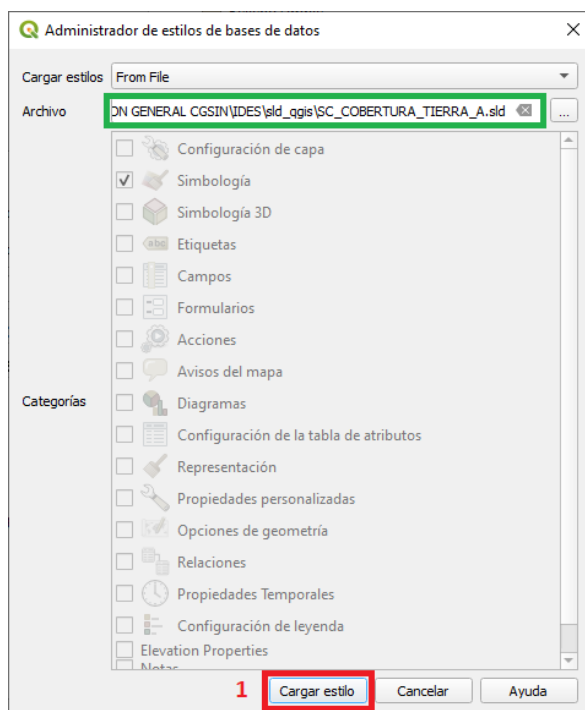 Administrador de estilos de bases de datos
Cargar estilos From File
Archivo ON GENERAL CGSIN\IDES\sld_qgis\SC_COBERTURA_TIERRA_A.sld ...
Configuración de capa
Simbología
Simbología 3D
abc Etiquetas
Campos
Formularios
Acciones
Avisos del mapa
Categorías Diagramas
Configuración de la tabla de atributos
Representación
Propiedades personalizadas
Opciones de geometría
Relaciones
Propiedades Temporales
Configuración de leyenda
Elevation Properties
Notas
1 Cargar estilo Cancelar Ayuda